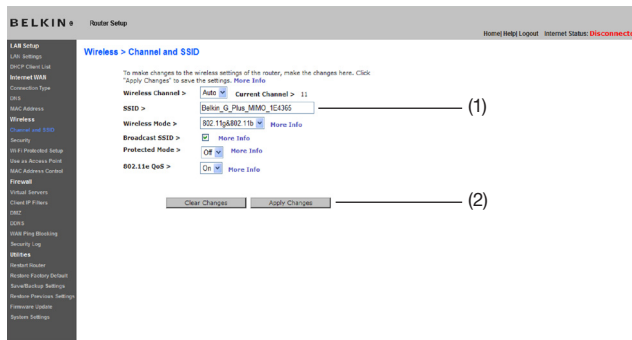 BELKIN Router Setup
Home| Help| Logout Internet Status: Disconnecte
LAN Setup
LAN Settings
DHCP Client List
Internet WAN
Connection Type
DNS
MAC Address
Wireless
Channel and SSID
Security
Wi-Fi Protected Setup
Use as Access Point
MAC Address Control
Firewall
Virtual Servers
Client IP Filters
DMZ
DDNS
WAN Ping Blocking
Security Log
Utilities
Restart Router
Restore Factory Default
Save/Backup Settings
Restore Previous Settings
Firmware Update
System Settings
Wireless > Channel and SSID
To make changes to the wireless settings of the router, make the changes here. Click
"Apply Changes" to save the settings. More Info
Wireless Channel > Auto Current Channel > 11
SSID > Belkin_G_Plus_MIMO_1E4365 (1)
Wireless Mode > 802.11g&802.11b More Info
Broadcast SSID > More Info
Protected Mode > Off More Info
802.11e QoS > On More Info
Clear Changes Apply Changes (2)